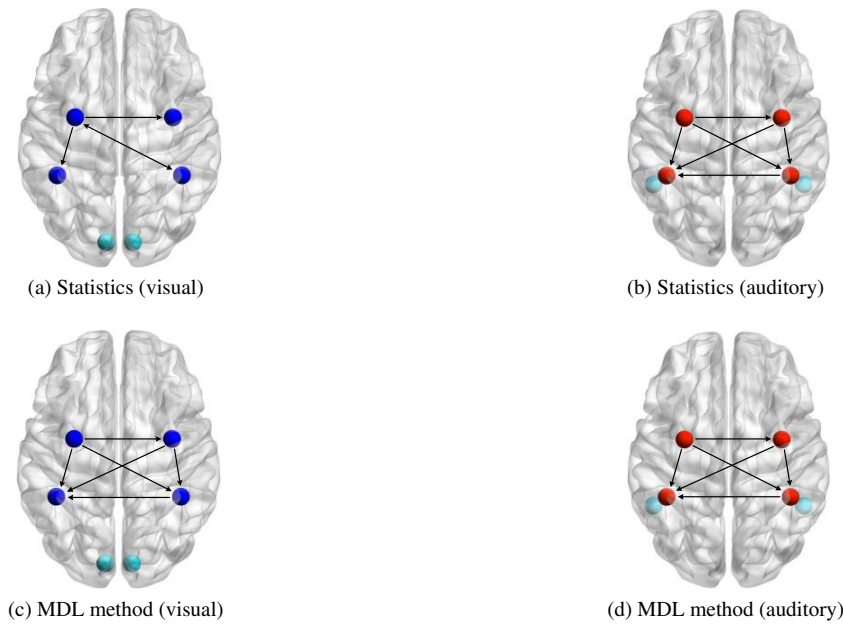 (a) Statistics (visual)
(b) Statistics (auditory)
(c) MDL method (visual)
(d) MDL method (auditory)